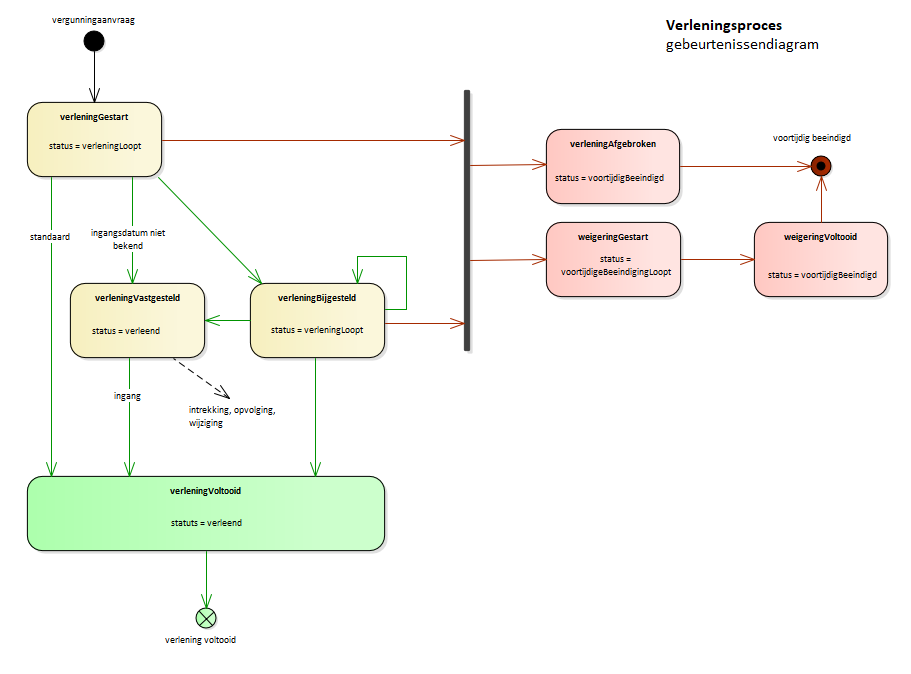 vergunningaanvraag
Verleningsproces
gebeurtenissendiagram
verleningGestart
status = verleningLoopt
verleningAfgebroken
status = voortijdigBeeindigd
voortijdig beeindigd
standaard
ingangsdatum niet
bekend
weigeringGestart
status =
voortijdigeBeeindigingLoopt
weigeringVoltooid
status = voortijdigBeeindigd
verleningVastgesteld
status = verleend
verleningBijgesteld
status = verleningLoopt
ingang
intrekking, opvolging,
wijziging
verleningVoltooid
statuts = verleend
verlening voltooid